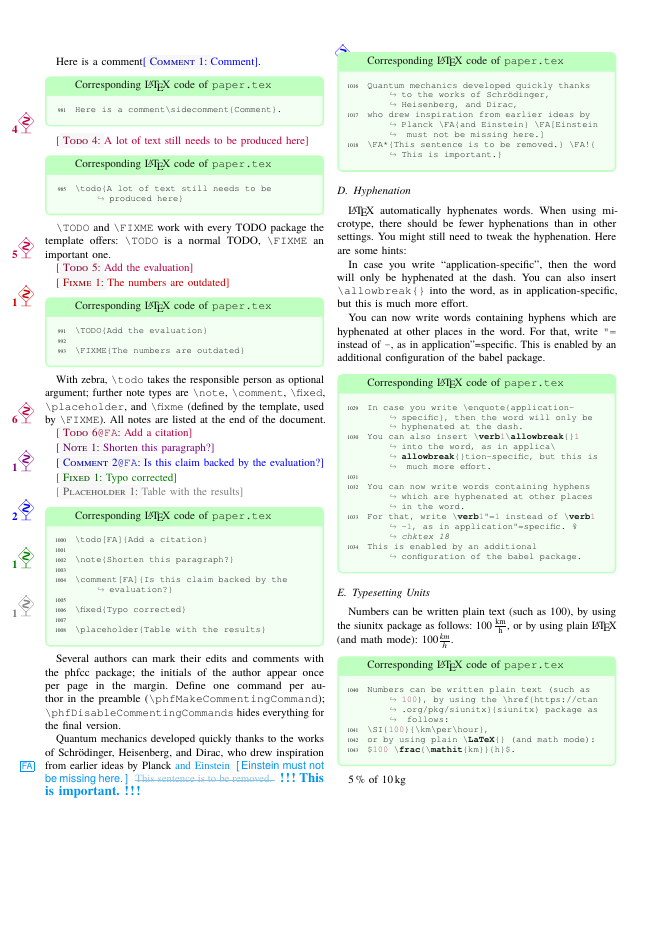 Here is a comment[ Comment 1: Comment].
Corresponding LaTeX code of paper.tex
981 Here is a comment\sidecomment{Comment}.
4
[ Todo 4: A lot of text still needs to be produced here]
Corresponding LaTeX code of paper.tex
985 \todo{A lot of text still needs to be
↪ produced here}
\TODO and \FIXME work with every TODO package the
template offers: \TODO is a normal TODO, \FIXME an
important one.
5
[ Todo 5: Add the evaluation]
1
[ Fixme 1: The numbers are outdated]
Corresponding LaTeX code of paper.tex
991 \TODO{Add the evaluation}
992
993 \FIXME{The numbers are outdated}
With zebra, \todo takes the responsible person as optional
argument; further note types are \note, \comment, \fixed,
\placeholder, and \fixme (defined by the template, used
by \FIXME). All notes are listed at the end of the document.
6
[ Todo 6@FA: Add a citation]
[ Note 1: Shorten this paragraph?]
1
[ Comment 2@FA: Is this claim backed by the evaluation?]
[ Fixed 1: Typo corrected]
[ Placeholder 1: Table with the results]
2
1
1
Corresponding LaTeX code of paper.tex
1000 \todo[FA]{Add a citation}
1001
1002 \note{Shorten this paragraph?}
1003
1004 \comment[FA]{Is this claim backed by the
↪ evaluation?}
1005
1006 \fixed{Typo corrected}
1007
1008 \placeholder{Table with the results}
Several authors can mark their edits and comments with
the phfcc package; the initials of the author appear once
per page in the margin. Define one command per au-
thor in the preamble (\phfMakeCommentingCommand);
\phfDisableCommentingCommands hides everything for
the final version.
Quantum mechanics developed quickly thanks to the works
of Schrödinger, Heisenberg, and Dirac, who drew inspiration
FA
from earlier ideas by Planck and Einstein [ Einstein must not
be missing here. ] This sentence is to be removed. !!! This
is important. !!!
Corresponding LaTeX code of paper.tex
1016 Quantum mechanics developed quickly thanks
↪ to the works of Schrödinger,
↪ Heisenberg, and Dirac,
1017 who drew inspiration from earlier ideas by
↪ Planck \FA{and Einstein} \FA[Einstein
↪ must not be missing here.]
1018 \FA*{This sentence is to be removed.} \FA!{
↪ This is important.}
D. Hyphenation
LaTeX automatically hyphenates words. When using mi-
crotype, there should be fewer hyphenations than in other
settings. You might still need to tweak the hyphenation. Here
are some hints:
In case you write “application-specific”, then the word
will only be hyphenated at the dash. You can also insert
\allowbreak{} into the word, as in application-specific,
but this is much more effort.
You can now write words containing hyphens which are
hyphenated at other places in the word. For that, write "=
instead of -, as in application”=specific. This is enabled by an
additional configuration of the babel package.
Corresponding LaTeX code of paper.tex
1029 In case you write \enquote{application-
↪ specific}, then the word will only be
↪ hyphenated at the dash.
1030 You can also insert \verb1\allowbreak{}1
↪ into the word, as in applica\
↪ allowbreak{}tion-specific, but this is
↪ much more effort.
1031
1032 You can now write words containing hyphens
↪ which are hyphenated at other places
↪ in the word.
1033 For that, write \verb1"=1 instead of \verb1
↪ -1, as in application"=specific. %
↪ chktex 18
1034 This is enabled by an additional
↪ configuration of the babel package.
E. Typesetting Units
Numbers can be written plain text (such as 100), by using
the siunitx package as follows: 100 km/h, or by using plain LaTeX
(and math mode): 100 km/h.
Corresponding LaTeX code of paper.tex
1040 Numbers can be written plain text (such as
↪ 100), by using the \href{https://ctan
↪ .org/pkg/siunitx}{siunitx} package as
↪ follows:
1041 \SI{100}{\km\per\hour},
1042 or by using plain \LaTeX{} (and math mode):
1043 $100 \frac{\mathit{km}}{h}$.
5 % of 10 kg